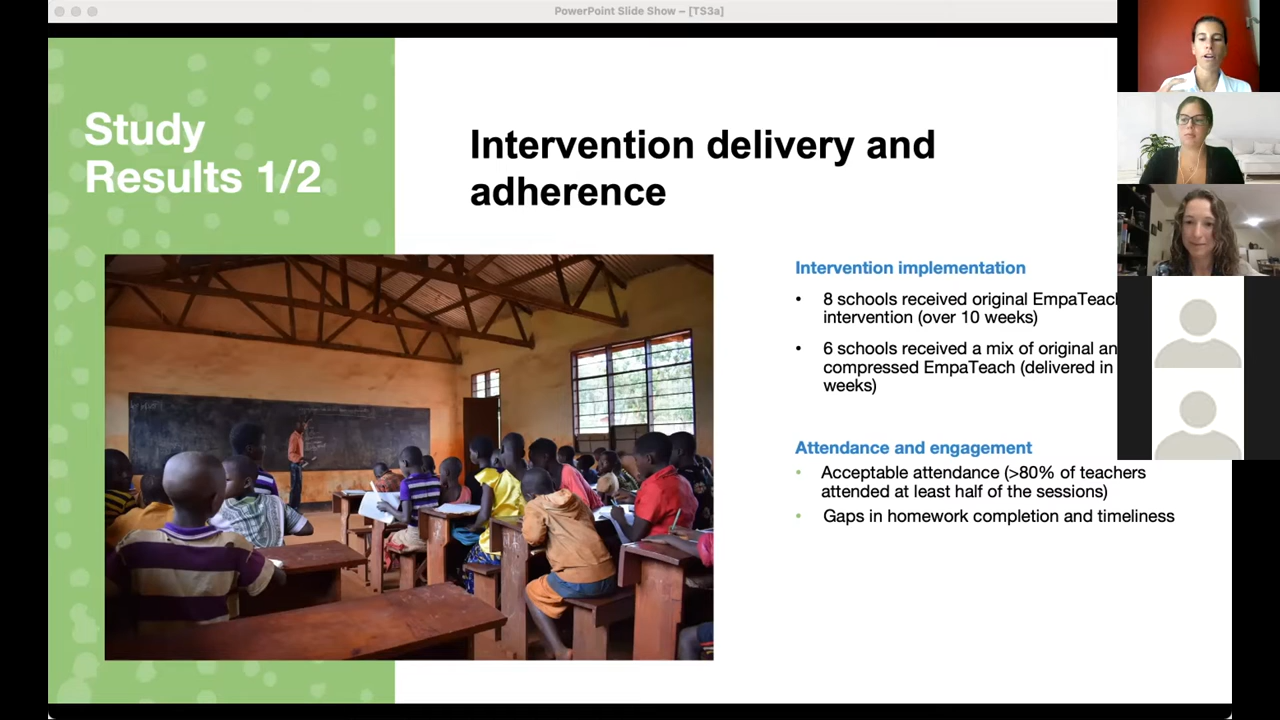 PowerPoint Slide Show – [TS3a]
Study
Results 1/2
Intervention delivery and
adherence
Intervention implementation
• 8 schools received original EmpaTeach
intervention (over 10 weeks)
• 6 schools received a mix of original an
compressed EmpaTeach (delivered in
weeks)
Attendance and engagement
• Acceptable attendance (>80% of teachers
attended at least half of the sessions)
• Gaps in homework completion and timeliness